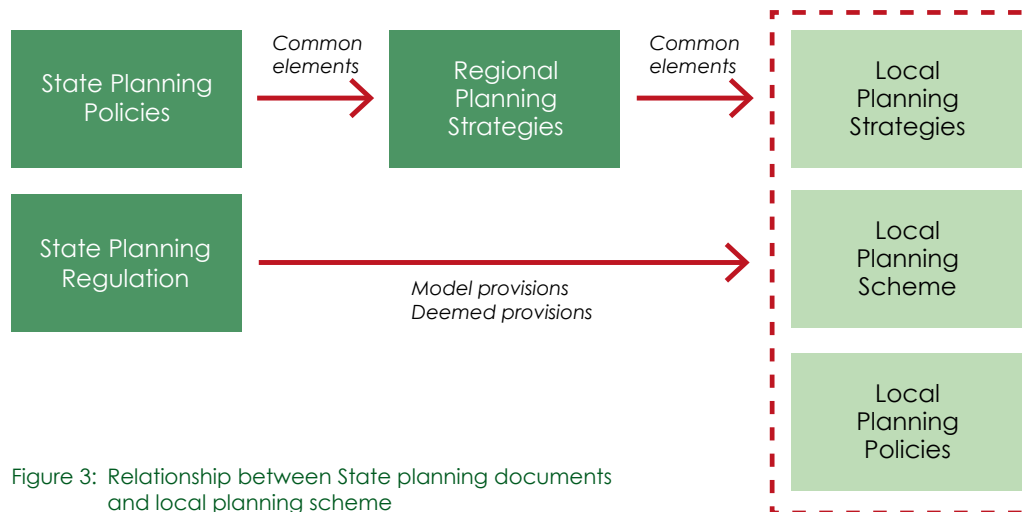 State Planning
Policies
Common
elements
Regional
Planning
Strategies
Common
elements
Local
Planning
Strategies
State Planning
Regulation
Model provisions
Deemed provisions
Local
Planning
Scheme
Local
Planning
Policies
Figure 3: Relationship between State planning documents
and local planning scheme